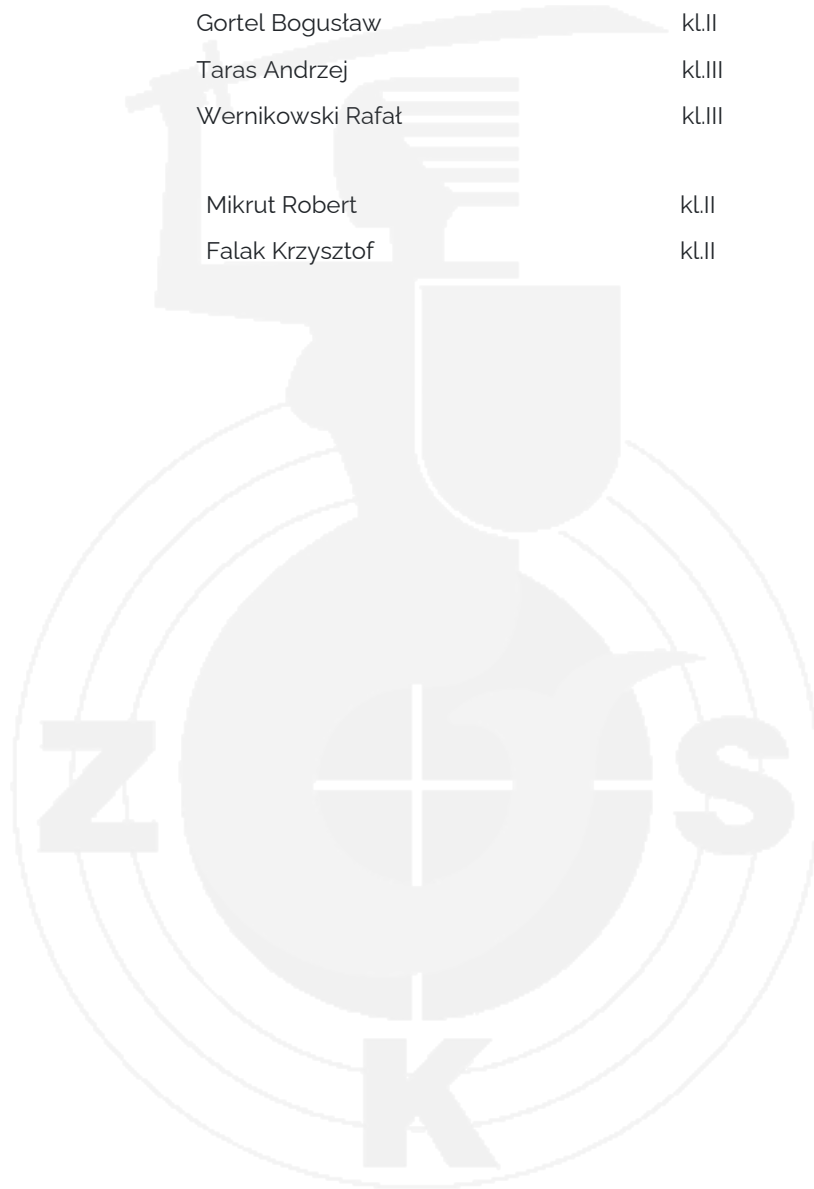 Gortel Bogusław kl.II
Taras Andrzej kl.III
Wernikowski Rafał kl.III
Mikrut Robert kl.II
Falak Krzysztof kl.II
Z S
K